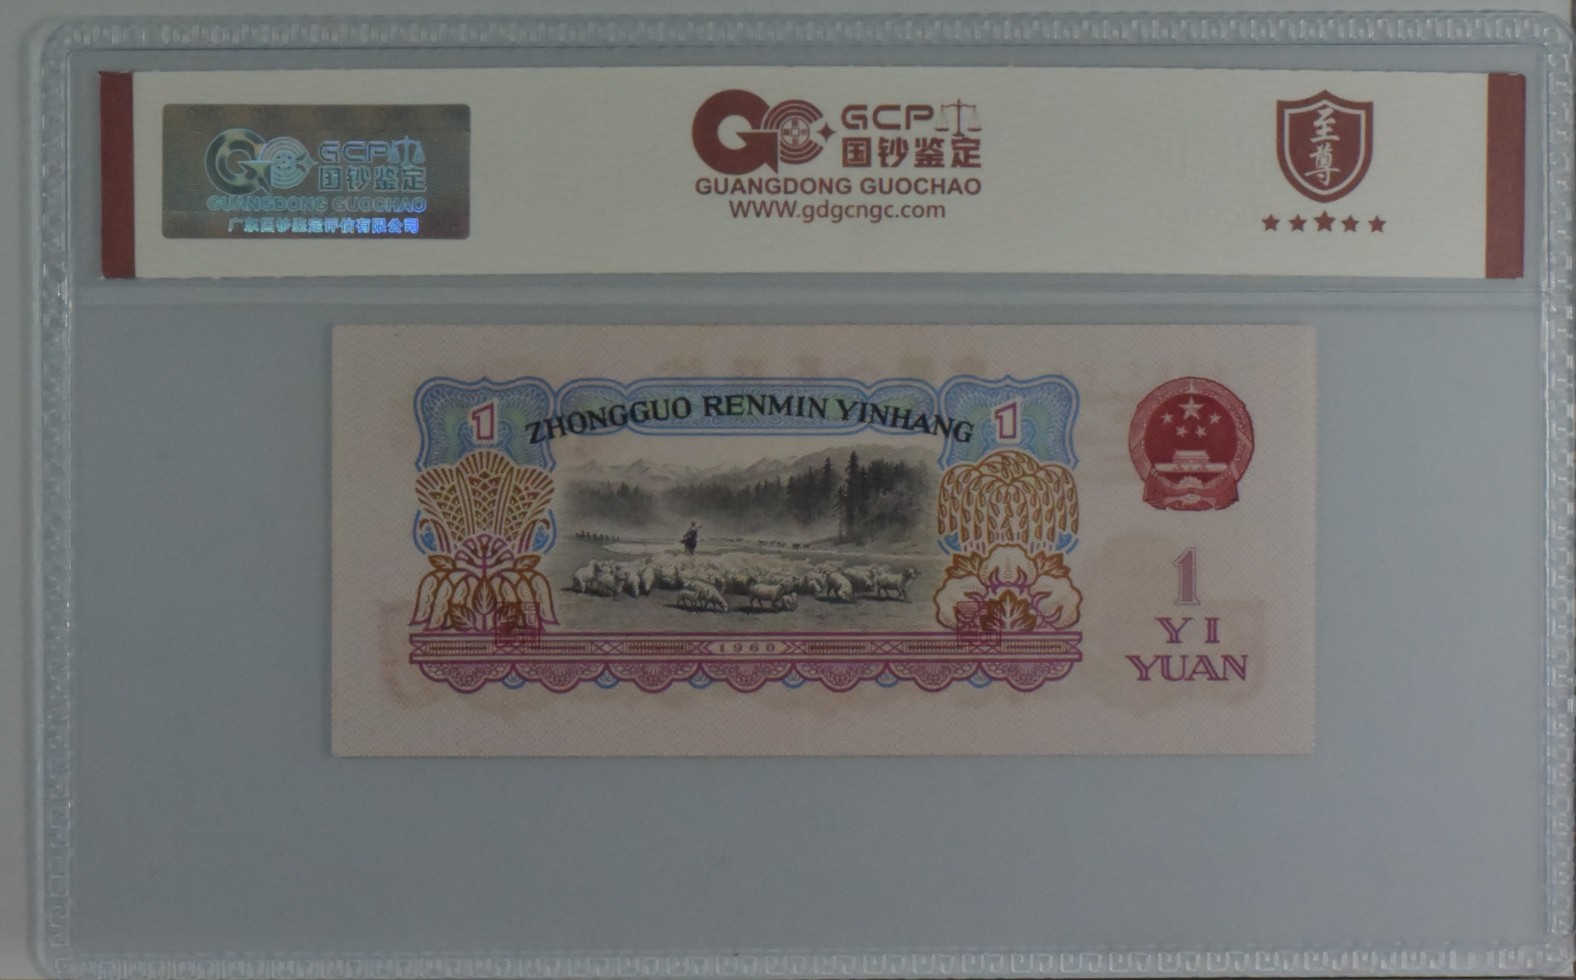 GCP
国钞鉴定
GUANGDONG GUOCHAO
广东国钞鉴定评估有限公司
GCP
国钞鉴定
GUANGDONG GUOCHAO
WWW.gdgcngc.com
至尊
1 ZHONGGUO RENMIN YINHANG 1
1960
1
YI
YUAN